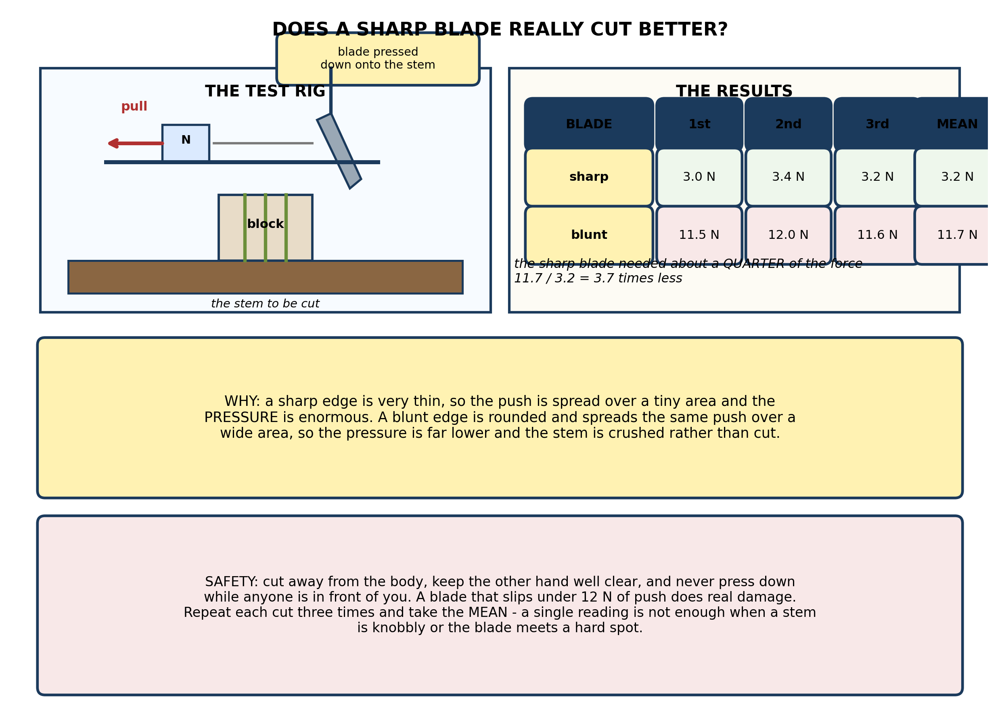 DOES A SHARP BLADE REALLY CUT BETTER?
blade pressed
down onto the stem
THE TEST RIG
pull
N
block
the stem to be cut
THE RESULTS
BLADE 1st 2nd 3rd MEAN
sharp 3.0 N 3.4 N 3.2 N 3.2 N
blunt 11.5 N 12.0 N 11.6 N 11.7 N
the sharp blade needed about a QUARTER of the force
11.7 / 3.2 = 3.7 times less
WHY: a sharp edge is very thin, so the push is spread over a tiny area and the
PRESSURE is enormous. A blunt edge is rounded and spreads the same push over a
wide area, so the pressure is far lower and the stem is crushed rather than cut.
SAFETY: cut away from the body, keep the other hand well clear, and never press down
while anyone is in front of you. A blade that slips under 12 N of push does real damage.
Repeat each cut three times and take the MEAN - a single reading is not enough when a stem
is knobbly or the blade meets a hard spot.